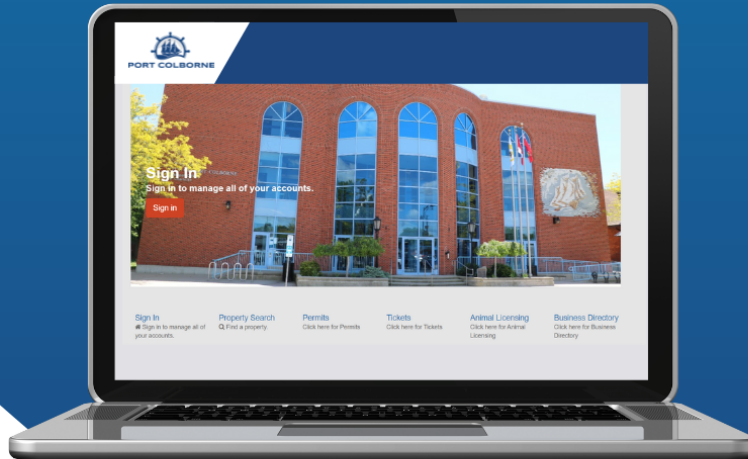 PORT COLBORNE
Sign In
Sign in to manage all of your accounts.
Sign in
Sign In
Sign in to manage all of
your accounts.
Property Search
Find a property.
Permits
Click here for Permits
Tickets
Click here for Tickets
Animal Licensing
Click here for Animal
Licensing
Business Directory
Click here for Business
Directory